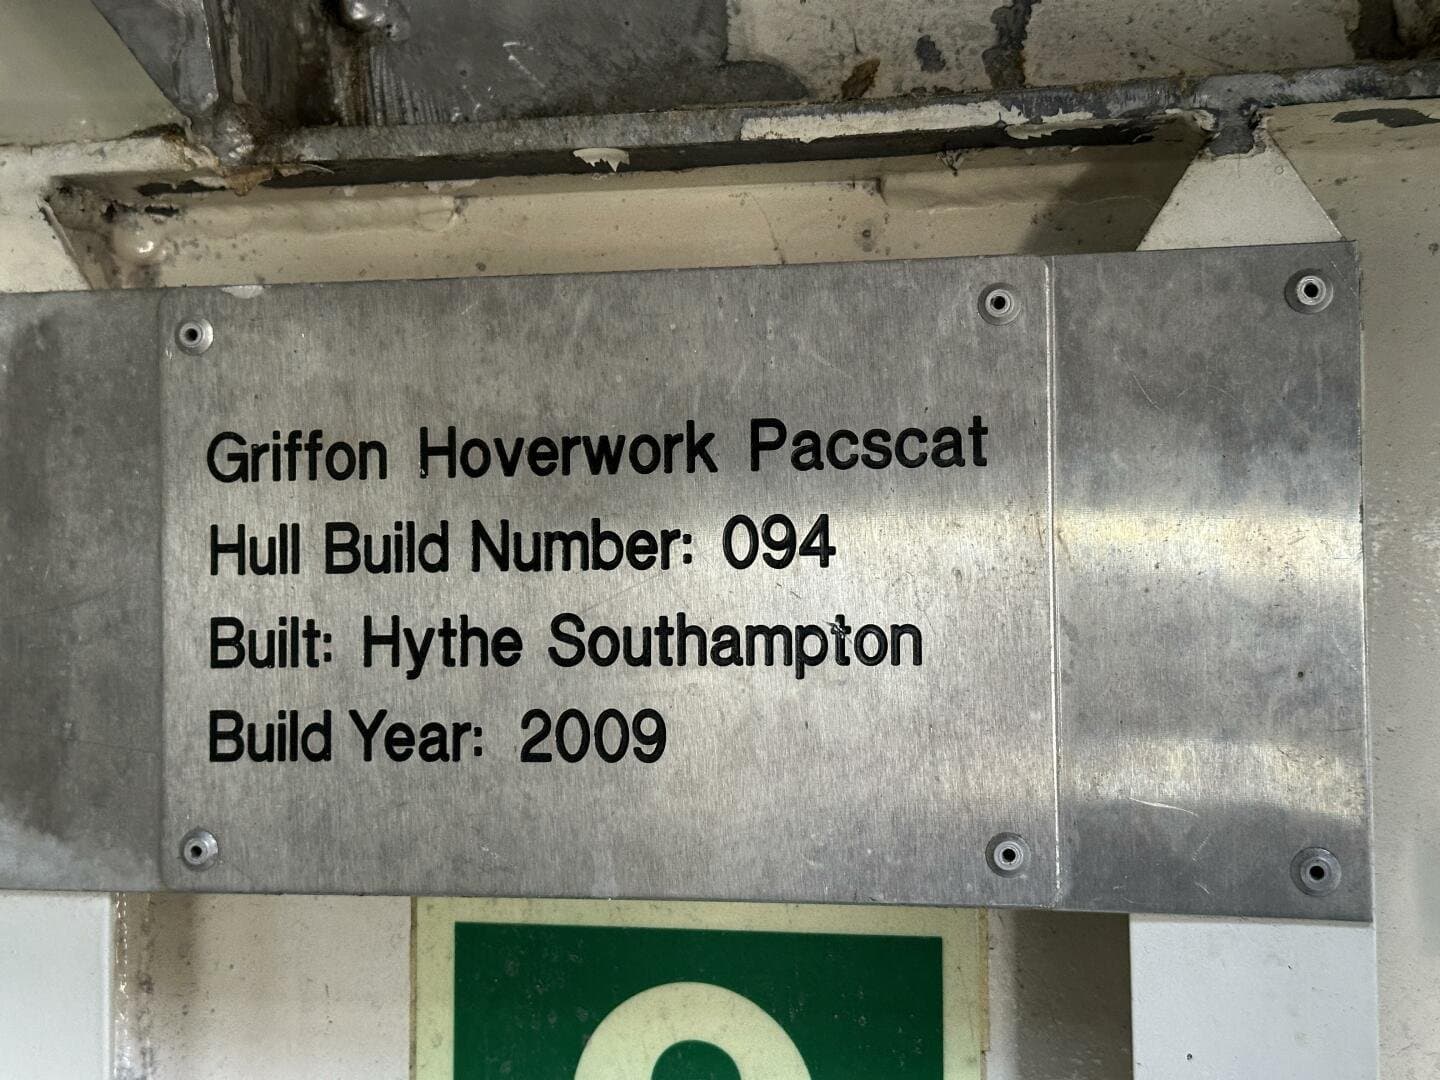 Griffon Hoverwork Pacscat
Hull Build Number: 094
Built: Hythe Southampton
Build Year: 2009